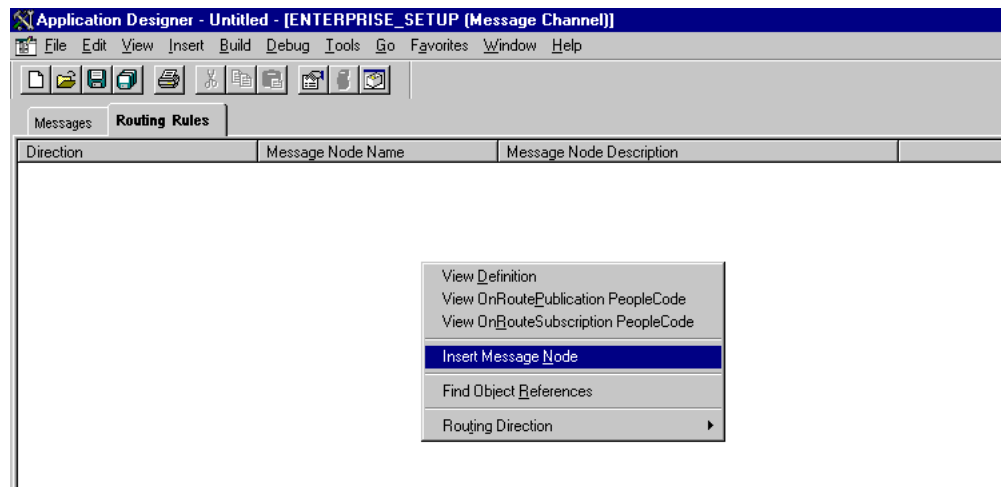 Application Designer - Untitled - [ENTERPRISE_SETUP (Message Channel)]
File Edit View Insert Build Debug Tools Go Favorites Window Help
Messages Routing Rules
Direction Message Node Name Message Node Description
View Definition
View OnRoutePublication PeopleCode
View OnRouteSubscription PeopleCode
Insert Message Node
Find Object References
Routing Direction